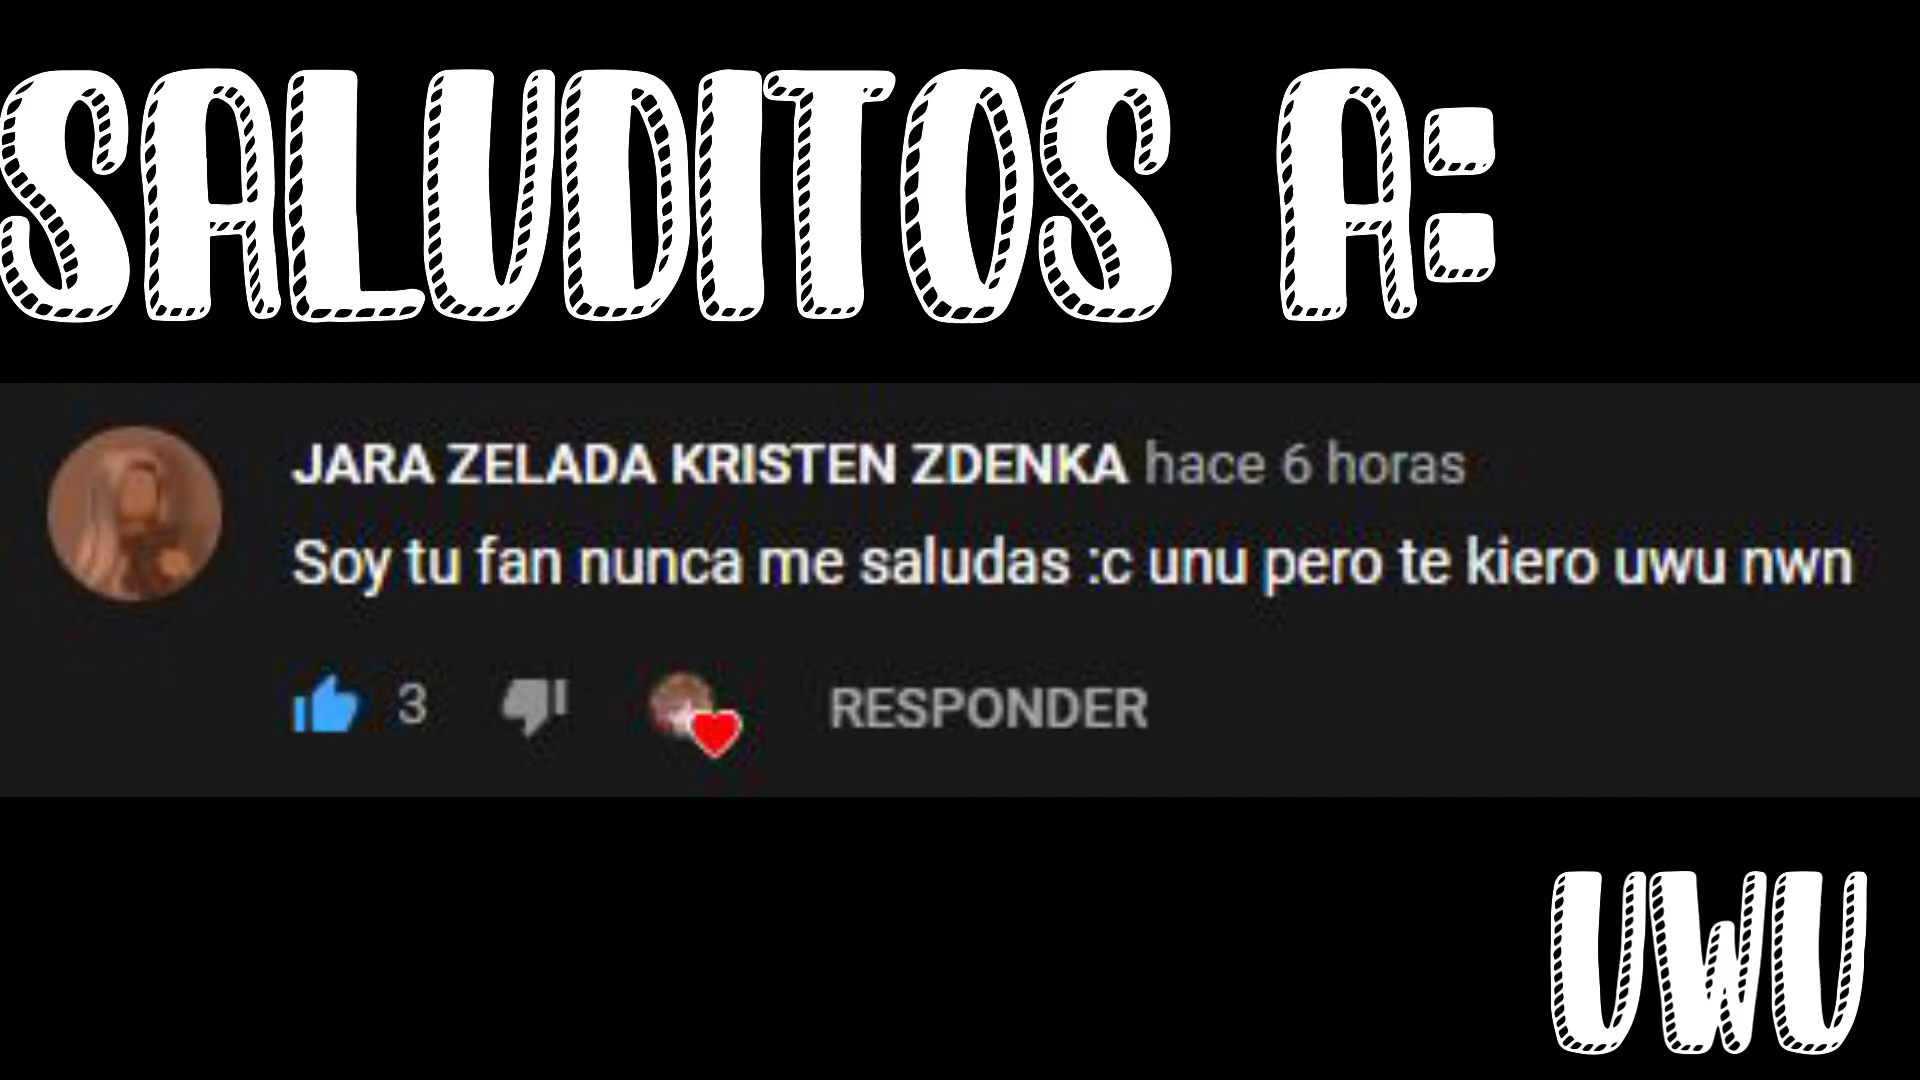 SALUDITOS A:
JARA ZELADA KRISTEN ZDENKA hace 6 horas
Soy tu fan nunca me saludas :c unu pero te kiero uwu nwn
3 RESPONDER
UWU